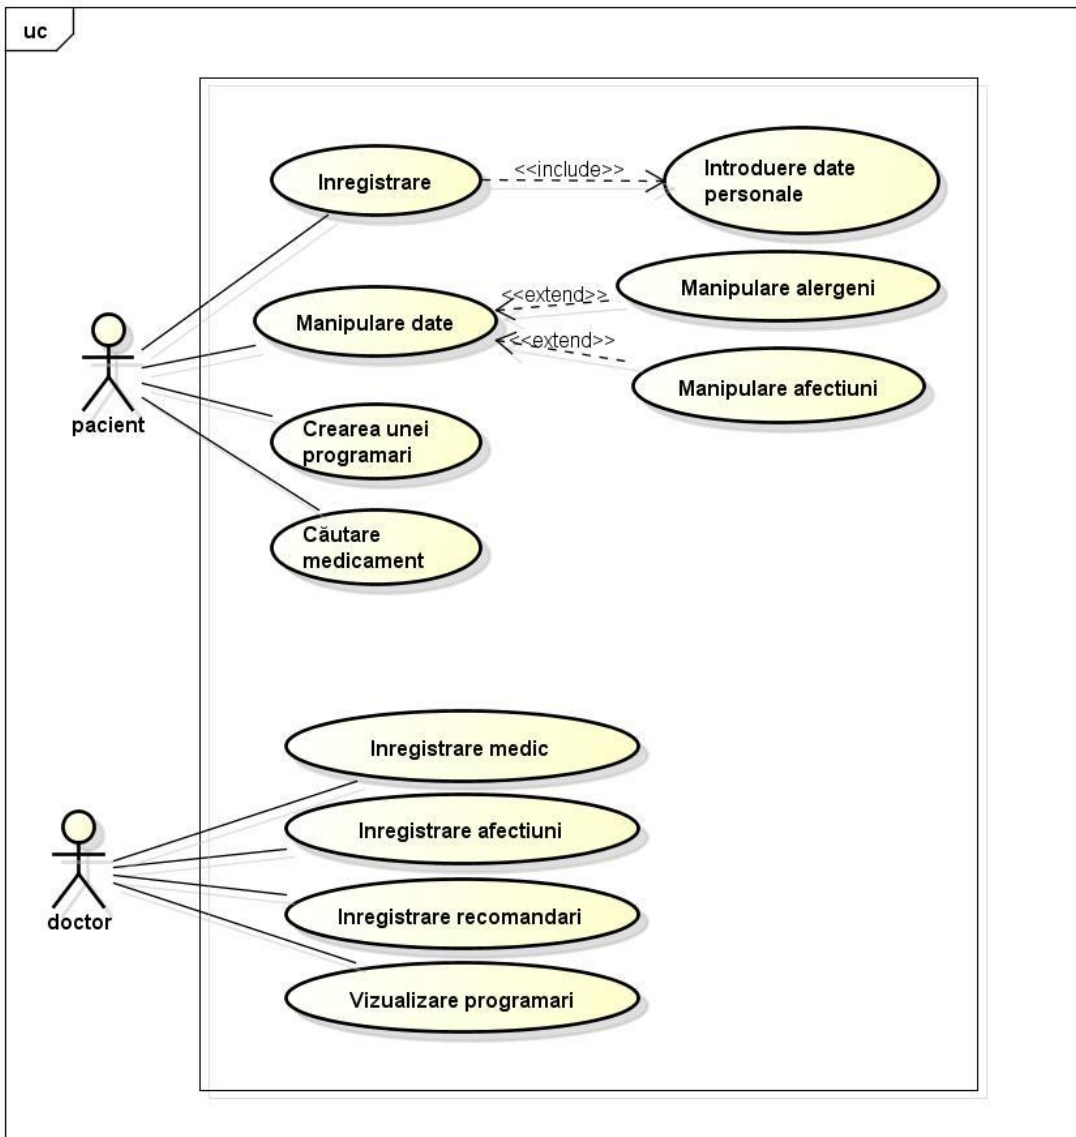 uc
Inregistrare
<<include>>
Introduere date
personale
Manipulare date
<<extend>>
Manipulare alergeni
<<extend>>
Manipulare afectiuni
pacient
Crearea unei
programari
Căutare
medicament
Inregistrare medic
Inregistrare afectiuni
doctor
Inregistrare recomandari
Vizualizare programari